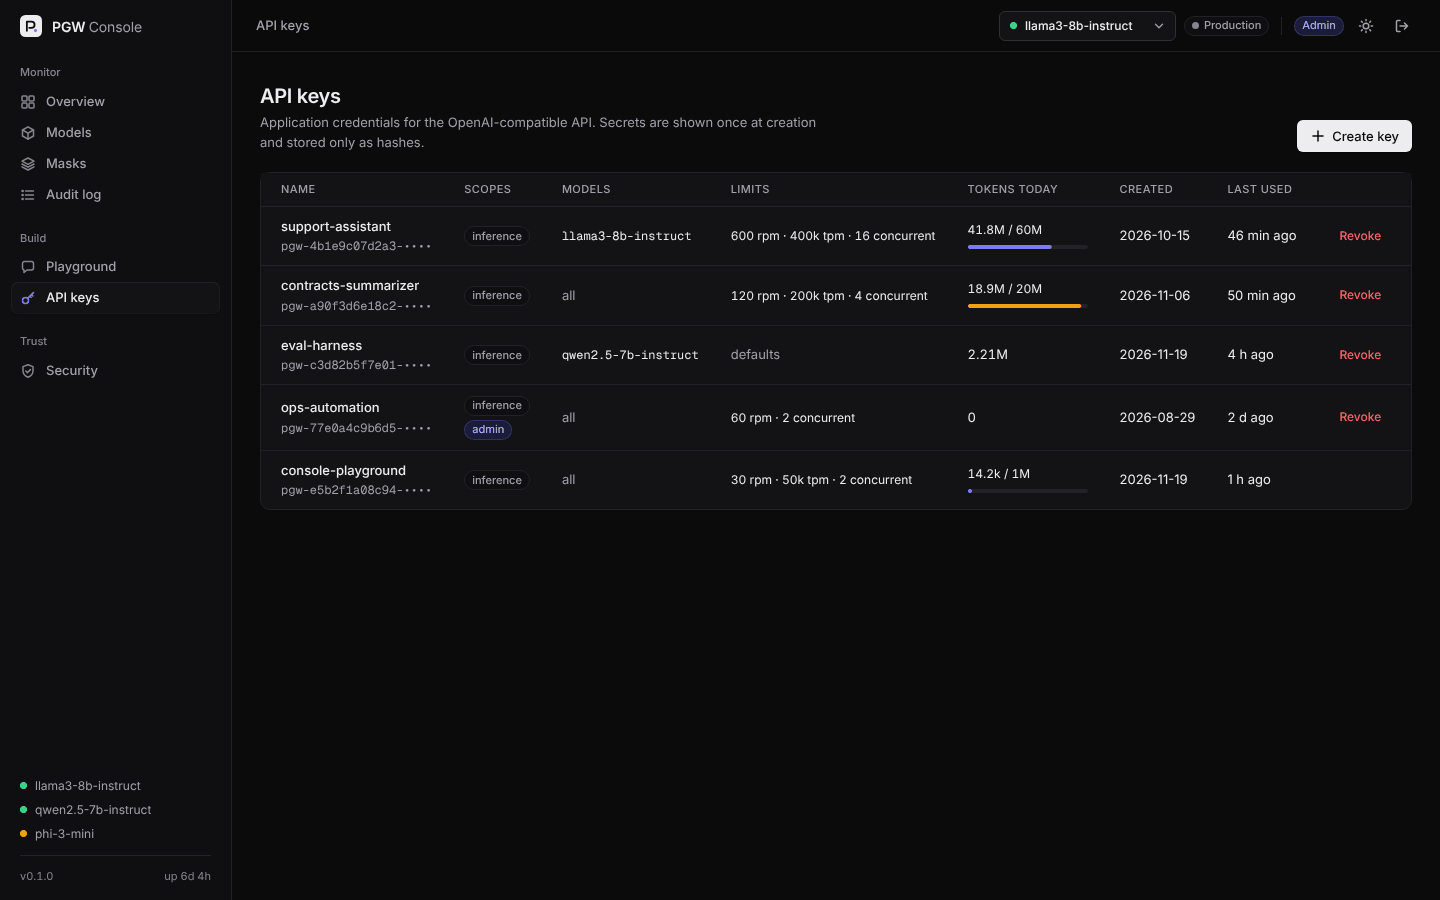 PGW Console
API keys
llama3-8b-instruct
Production
Admin
Monitor
Overview
Models
Masks
Audit log
Build
Playground
API keys
Trust
Security
llama3-8b-instruct
qwen2.5-7b-instruct
phi-3-mini
v0.1.0 up 6d 4h
API keys
Application credentials for the OpenAI-compatible API. Secrets are shown once at creation
and stored only as hashes.
Create key
NAME SCOPES MODELS LIMITS TOKENS TODAY CREATED LAST USED
support-assistant
pgw-4b1e9c07d2a3-••••
inference
llama3-8b-instruct
600 rpm · 400k tpm · 16 concurrent
41.8M / 60M
2026-10-15
46 min ago
Revoke
contracts-summarizer
pgw-a90f3d6e18c2-••••
inference
all
120 rpm · 200k tpm · 4 concurrent
18.9M / 20M
2026-11-06
50 min ago
Revoke
eval-harness
pgw-c3d82b5f7e01-••••
inference
qwen2.5-7b-instruct
defaults
2.21M
2026-11-19
4 h ago
Revoke
ops-automation
pgw-77e0a4c9b6d5-••••
inference
admin
all
60 rpm · 2 concurrent
0
2026-08-29
2 d ago
Revoke
console-playground
pgw-e5b2f1a08c94-••••
inference
all
30 rpm · 50k tpm · 2 concurrent
14.2k / 1M
2026-11-19
1 h ago